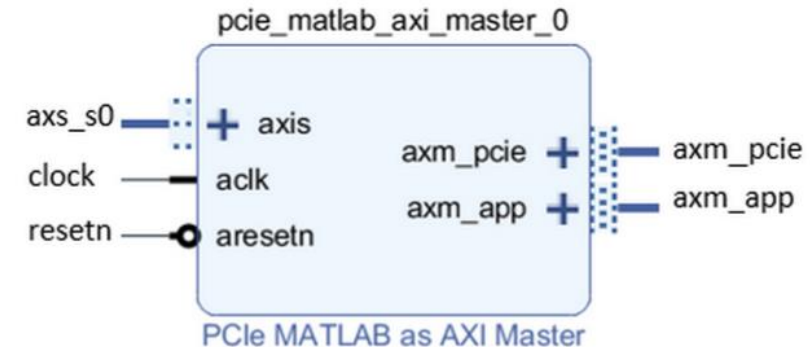 pcie_matlab_axi_master_0
axs_s0
axis
clock
aclk
resetn
aresetn
axm_pcie
axm_pcie
axm_app
axm_app
PCIe MATLAB as AXI Master